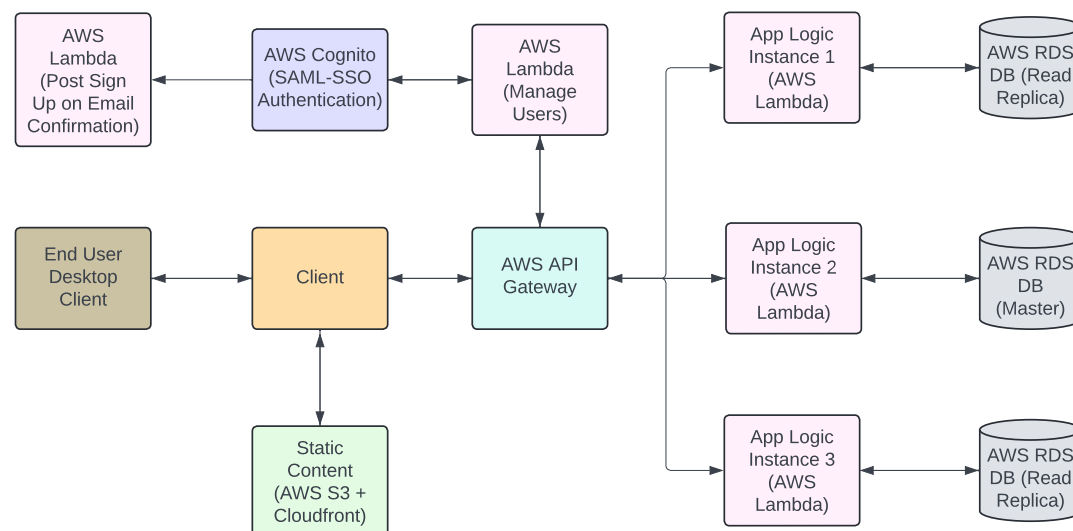 AWS
Lambda
(Post Sign
Up on Email
Confirmation)
AWS Cognito
(SAML-SSO
Authentication)
AWS
Lambda
(Manage
Users)
App Logic
Instance 1
(AWS
Lambda)
AWS RDS
DB (Read
Replica)
End User
Desktop
Client
Client
AWS API
Gateway
App Logic
Instance 2
(AWS
Lambda)
AWS RDS
DB
(Master)
Static
Content
(AWS S3 +
Cloudfront)
App Logic
Instance 3
(AWS
Lambda)
AWS RDS
DB (Read
Replica)